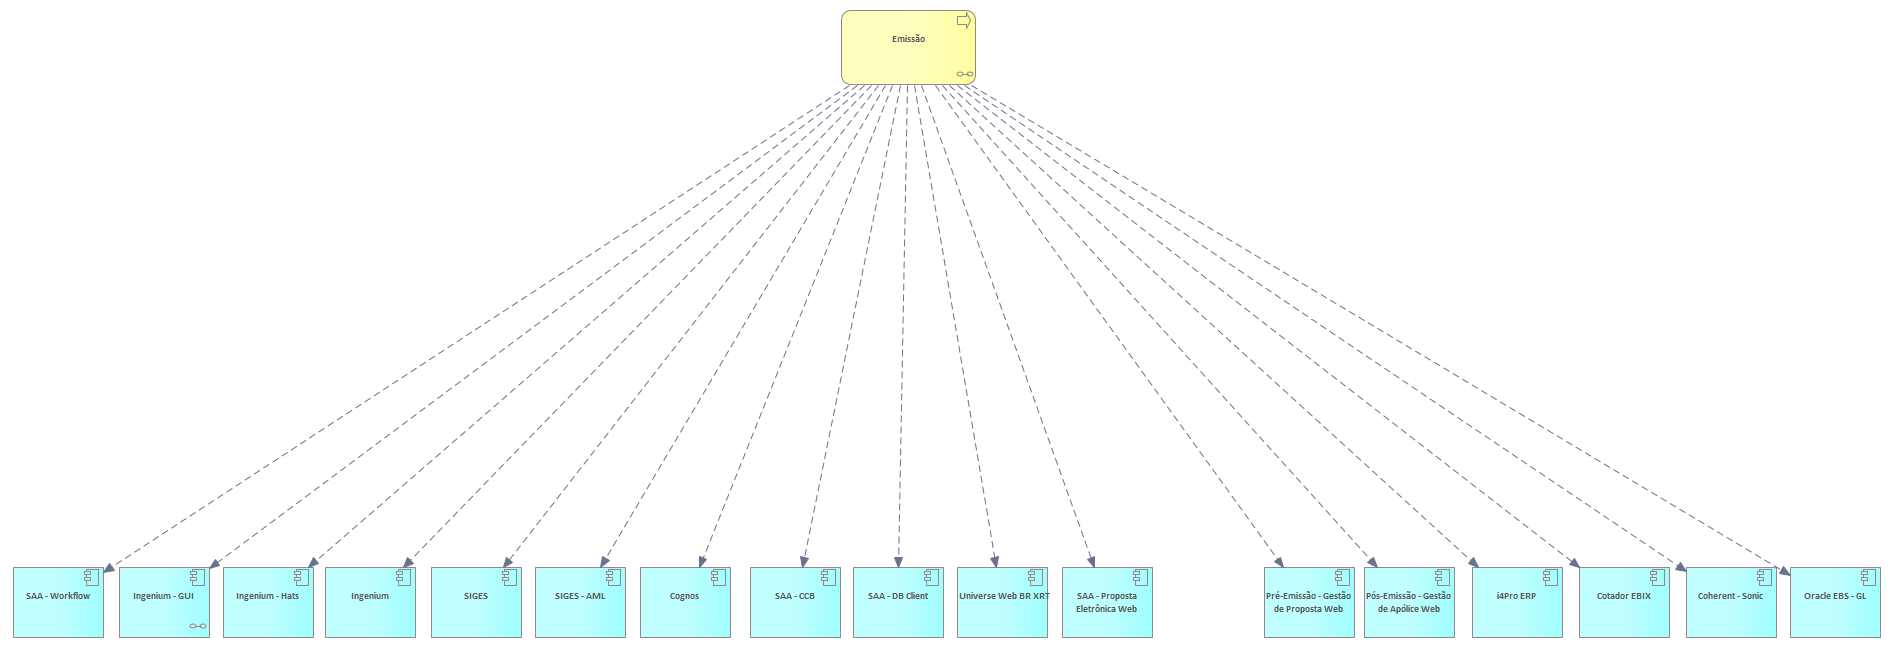 Emissão
SAA - Workflow
Ingenium - GUI
Ingenium - Hats
Ingenium
SIGES
SIGES - AML
Cognos
SAA - CCB
SAA - DB Client
Universe Web BR XRT
SAA - Proposta
Eletrônica Web
Pré-Emissão - Gestão
de Proposta Web
Pós-Emissão - Gestão
de Apólice Web
i4Pro ERP
Cotador EBIX
Coherent - Sonic
Oracle EBS - GL